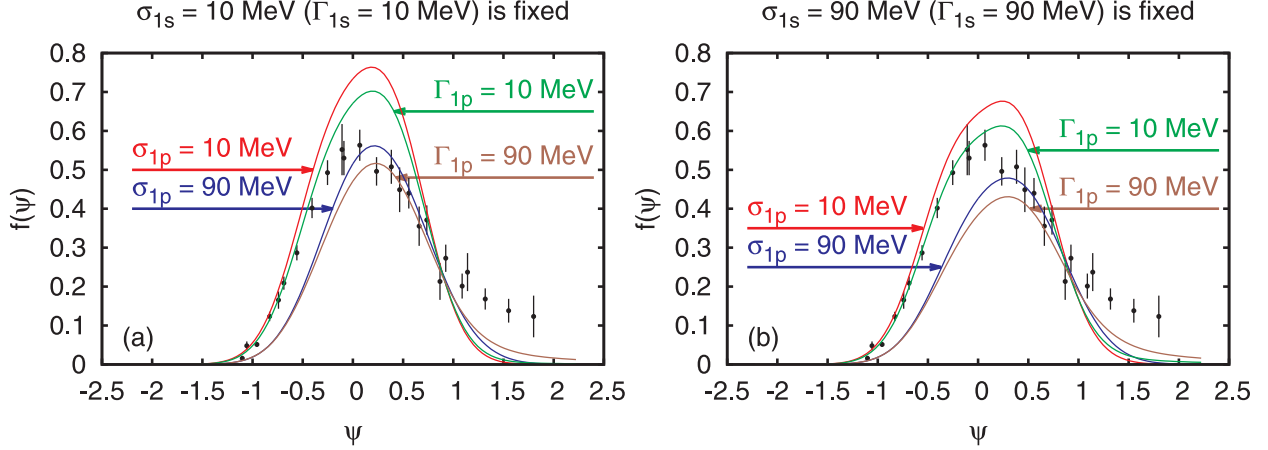 σ1s = 10 MeV (Γ1s = 10 MeV) is fixed
0.8
0.7
0.6
0.5
0.4
0.3
0.2
0.1
0
f(ψ)
Γ1p = 10 MeV
σ1p = 10 MeV
Γ1p = 90 MeV
σ1p = 90 MeV
(a)
-2.5 -2 -1.5 -1 -0.5 0 0.5 1 1.5 2 2.5
ψ
σ1s = 90 MeV (Γ1s = 90 MeV) is fixed
0.8
0.7
0.6
0.5
0.4
0.3
0.2
0.1
0
f(ψ)
Γ1p = 10 MeV
Γ1p = 90 MeV
σ1p = 10 MeV
σ1p = 90 MeV
(b)
-2.5 -2 -1.5 -1 -0.5 0 0.5 1 1.5 2 2.5
ψ